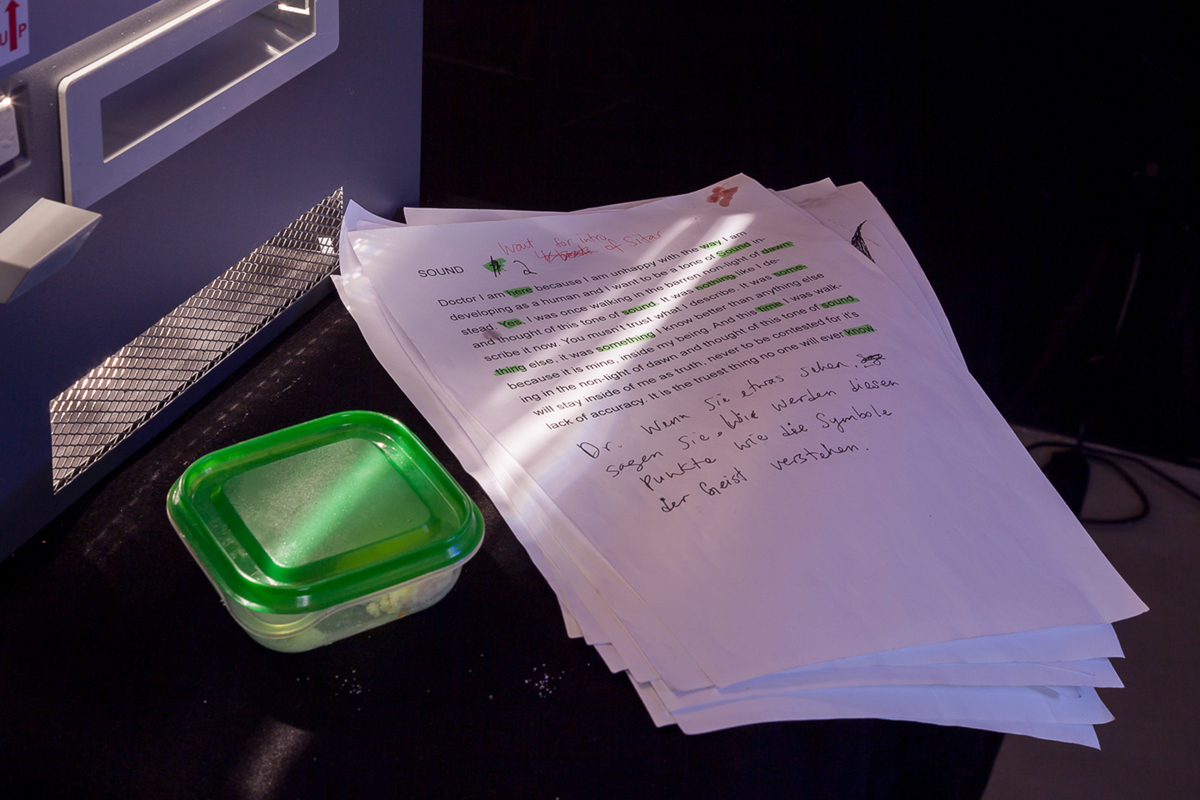 UP
Wait for intro
of Sitar
SOUND # 2
Doctor I am here because I am unhappy with the way I am
developing as a human and I want to be a tone of Sound in-
stead. Yes, I was once walking in the barren non-light of dawn
and thought of this tone of sound. It was nothing like I de-
scribe it now. You musn't trust what I describe. It was some
thing else, it was something I know better than anything else
because it is mine, inside my being. And this time I was walk-
ing in the non-light of dawn and thought of this tone of sound
will stay inside of me as truth, never to be contested for it's
lack of accuracy. It is the truest thing no one will ever know
Dr. Wenn Sie etwas sehen,
sagen Sie. Wir werden diesen
Punkte wie die Symbole
der Geist verstehen.